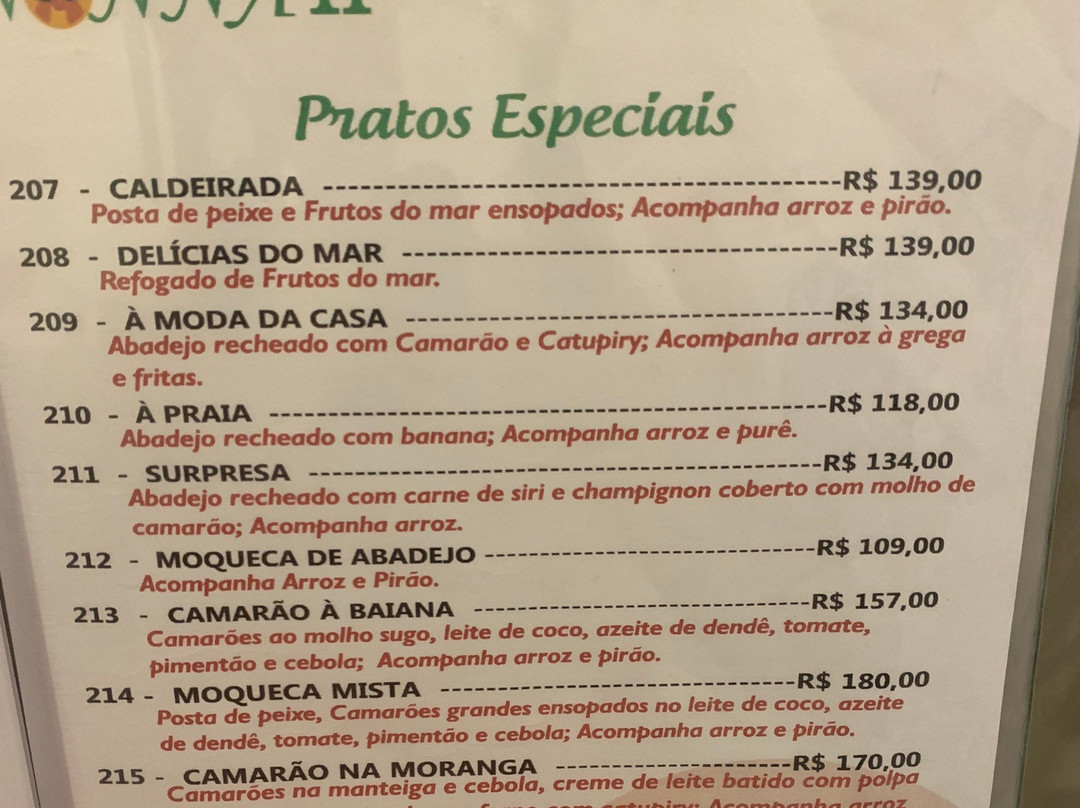 Pratos Especiais
207 - CALDEIRADA ------------------------------------------R$ 139,00
Posta de peixe e Frutos do mar ensopados; Acompanha arroz e pirão.
208 - DELÍCIAS DO MAR -----------------------------------R$ 139,00
Refogado de Frutos do mar.
209 - À MODA DA CASA ----------------------------------R$ 134,00
Abadejo recheado com Camarão e Catupiry; Acompanha arroz à grega
e fritas.
210 - À PRAIA ---------------------------------------------R$ 118,00
Abadejo recheado com banana; Acompanha arroz e purê.
211 - SURPRESA -----------------------------------------R$ 134,00
Abadejo recheado com carne de siri e champignon coberto com molho de
camarão; Acompanha arroz.
212 - MOQUECA DE ABADEJO ---------------------------R$ 109,00
Acompanha Arroz e Pirão.
213 - CAMARÃO À BAIANA ---------------------------R$ 157,00
Camarões ao molho sugo, leite de coco, azeite de dendê, tomate,
pimentão e cebola; Acompanha arroz e pirão.
214 - MOQUECA MISTA -----------------------------R$ 180,00
Posta de peixe, Camarões grandes ensopados no leite de coco, azeite
de dendê, tomate, pimentão e cebola; Acompanha arroz e pirão.
215 - CAMARÃO NA MORANGA -------------------R$ 170,00
Camarões na manteiga e cebola, creme de leite batido com polpa
com catupiry; Acompanha arroz